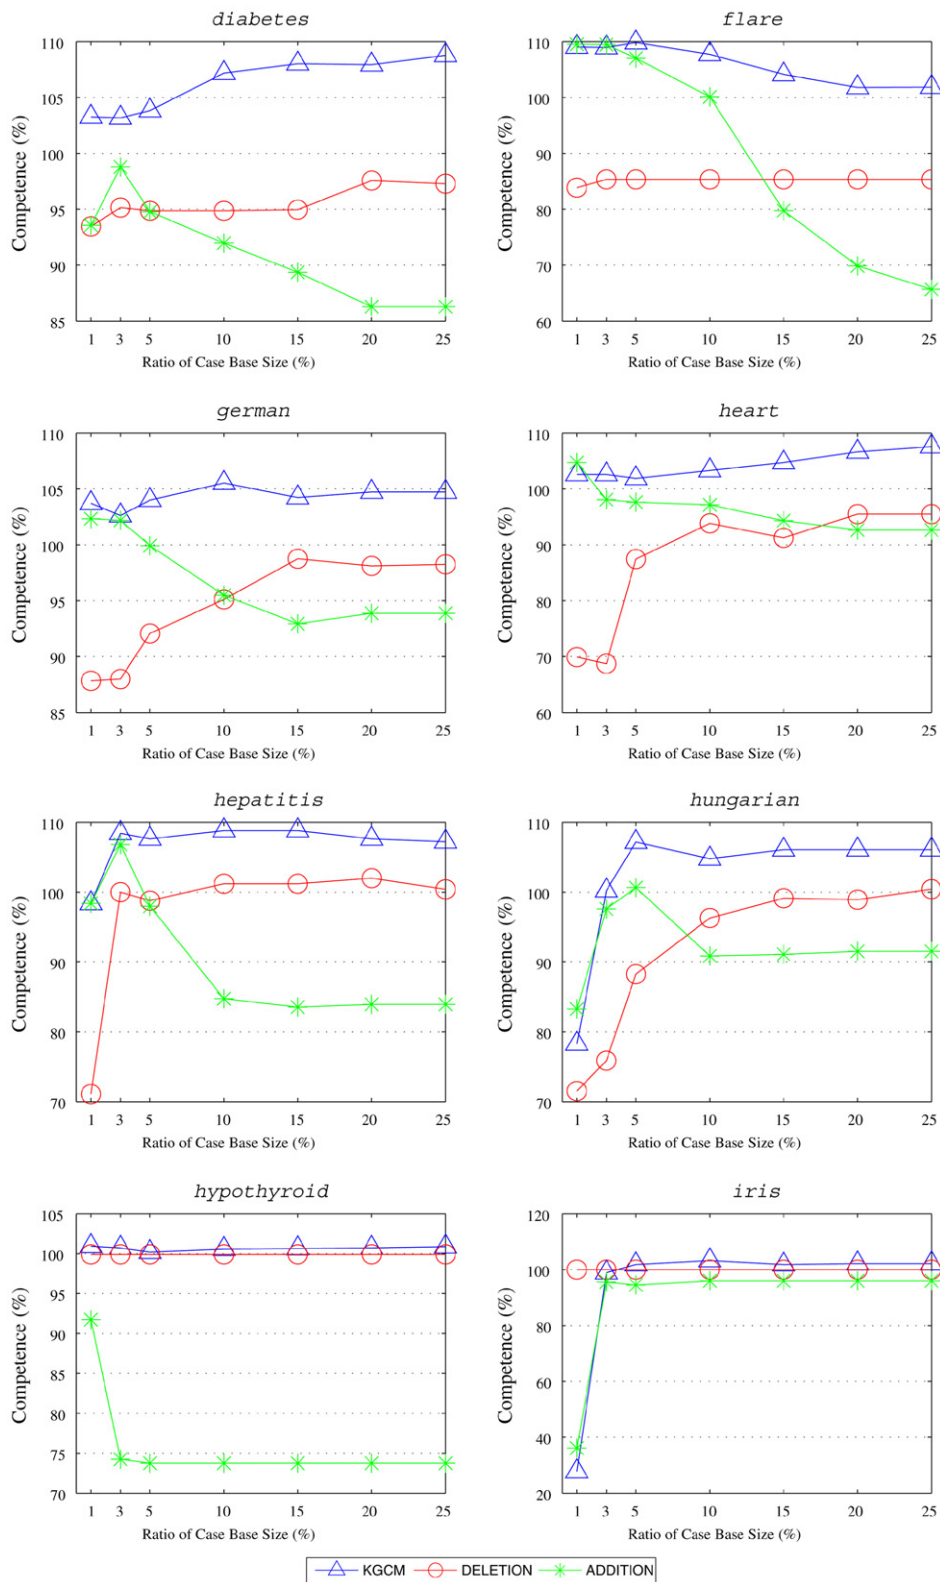 diabetes
110
105
100
95
90
85
Competence (%)
1 3 5 10 15 20 25
Ratio of Case Base Size (%)
flare
110
100
90
80
70
60
Competence (%)
1 3 5 10 15 20 25
Ratio of Case Base Size (%)
german
110
105
100
95
90
85
Competence (%)
1 3 5 10 15 20 25
Ratio of Case Base Size (%)
heart
110
100
90
80
70
60
Competence (%)
1 3 5 10 15 20 25
Ratio of Case Base Size (%)
hepatitis
110
100
90
80
70
Competence (%)
1 3 5 10 15 20 25
Ratio of Case Base Size (%)
hungarian
110
100
90
80
70
Competence (%)
1 3 5 10 15 20 25
Ratio of Case Base Size (%)
hypothyroid
105
100
95
90
85
80
75
70
Competence (%)
1 3 5 10 15 20 25
Ratio of Case Base Size (%)
iris
120
100
80
60
40
20
Competence (%)
1 3 5 10 15 20 25
Ratio of Case Base Size (%)
KGCM DELETION ADDITION